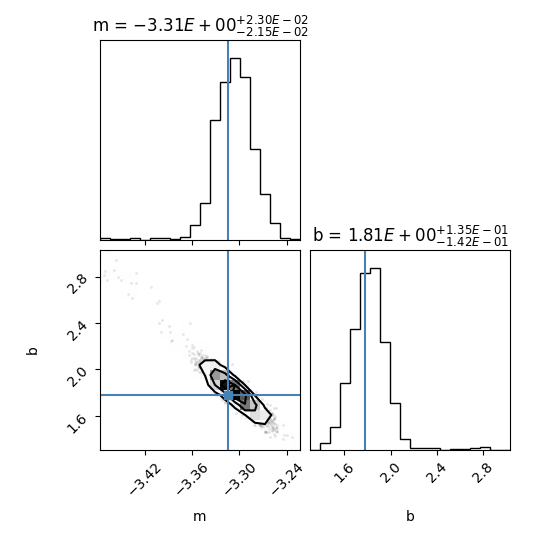 m = −3.31E + 00+2.30E − 02
−2.15E − 02
b = 1.81E + 00+1.35E − 01
−1.42E − 01
2.8
2.4
2.0
1.6
b
−3.42
−3.36
−3.30
−3.24
m
1.6
2.0
2.4
2.8
b